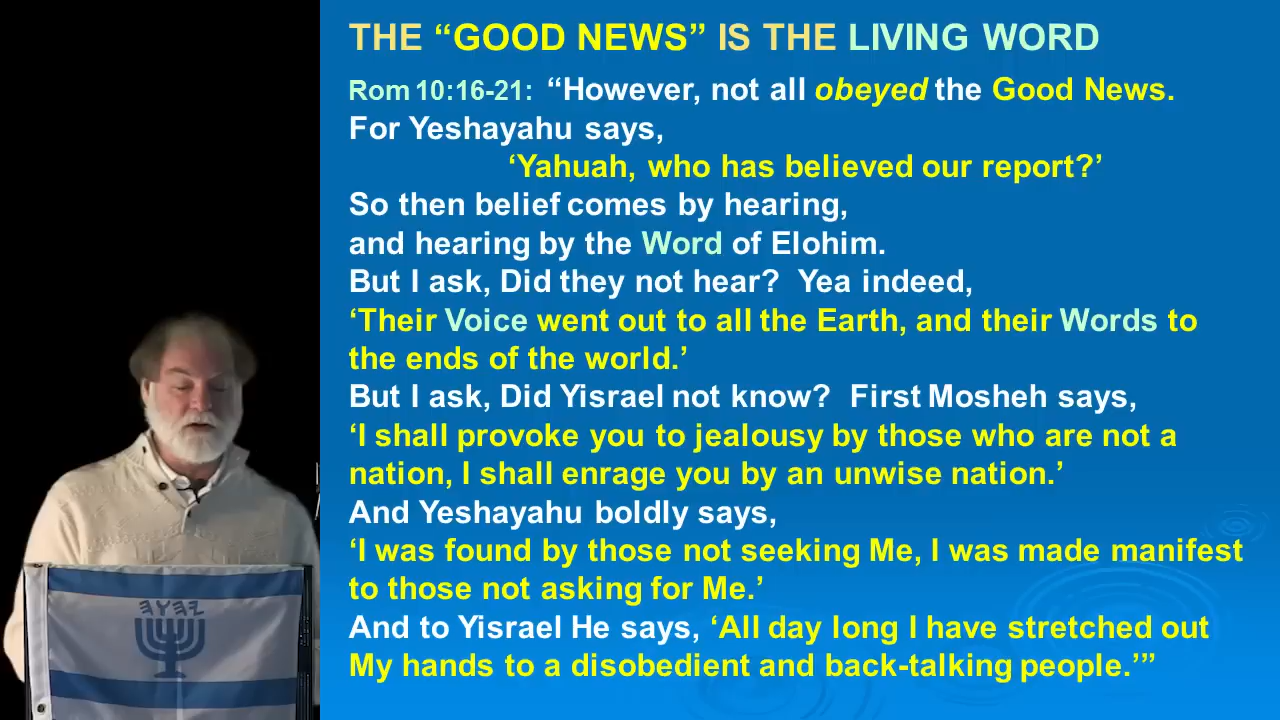 THE “GOOD NEWS” IS THE LIVING WORD
Rom 10:16-21: “However, not all obeyed the Good News.
For Yeshayahu says,
‘Yahuah, who has believed our report?’
So then belief comes by hearing,
and hearing by the Word of Elohim.
But I ask, Did they not hear? Yea indeed,
‘Their Voice went out to all the Earth, and their Words to
the ends of the world.’
But I ask, Did Yisrael not know? First Mosheh says,
‘I shall provoke you to jealousy by those who are not a
nation, I shall enrage you by an unwise nation.’
And Yeshayahu boldly says,
‘I was found by those not seeking Me, I was made manifest
to those not asking for Me.’
And to Yisrael He says, ‘All day long I have stretched out
My hands to a disobedient and back-talking people.’”